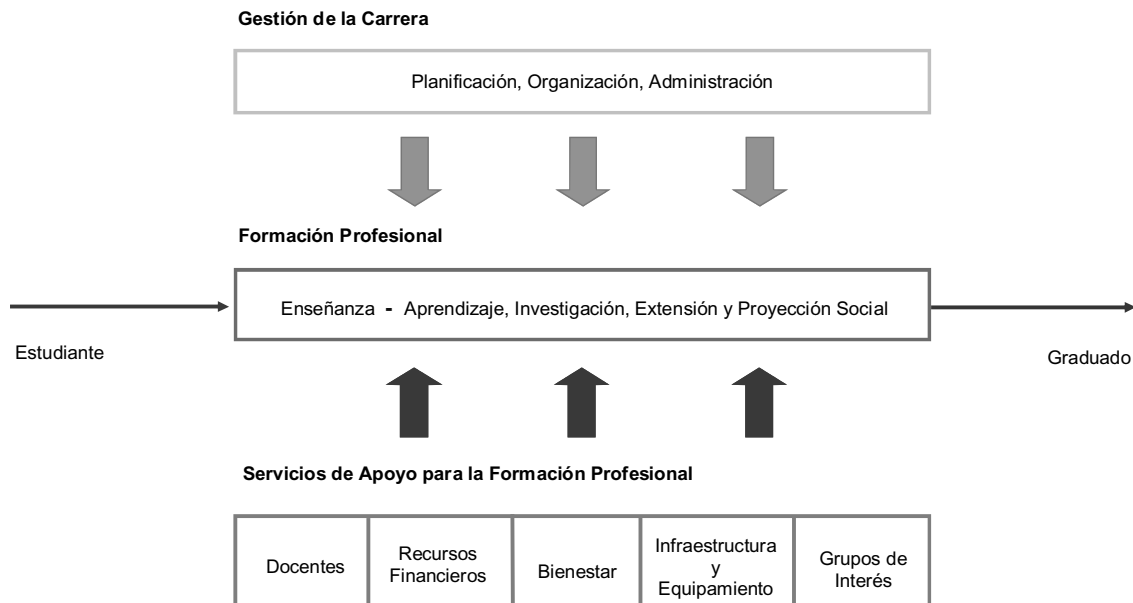 Gestión de la Carrera
Planificación, Organización, Administración
Formación Profesional
Enseñanza - Aprendizaje, Investigación, Extensión y Proyección Social
Estudiante
Graduado
Servicios de Apoyo para la Formación Profesional
Docentes
Recursos
Financieros
Bienestar
Infraestructura
y
Equipamiento
Grupos de
Interés